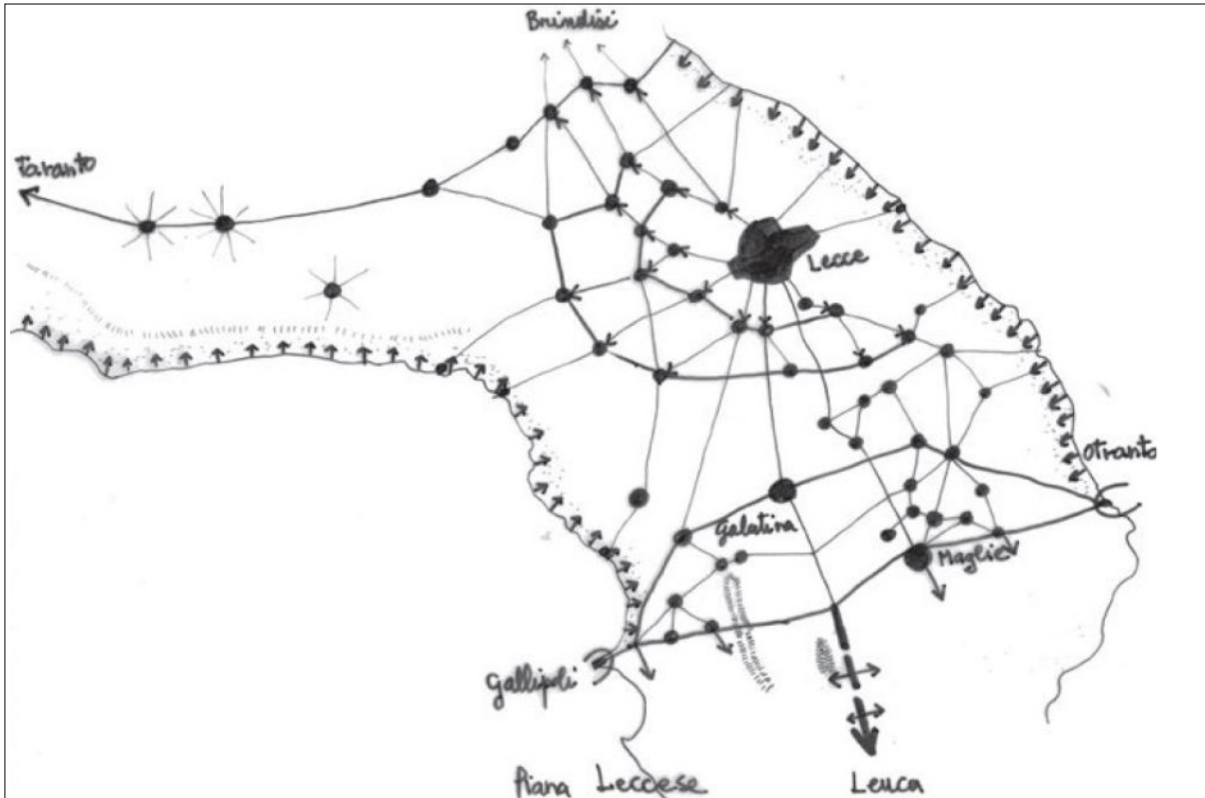 Brindisi
Taranto
Lecce
Otranto
Galatina
Maglie
Gallipoli
Piana Leccese
Leuca